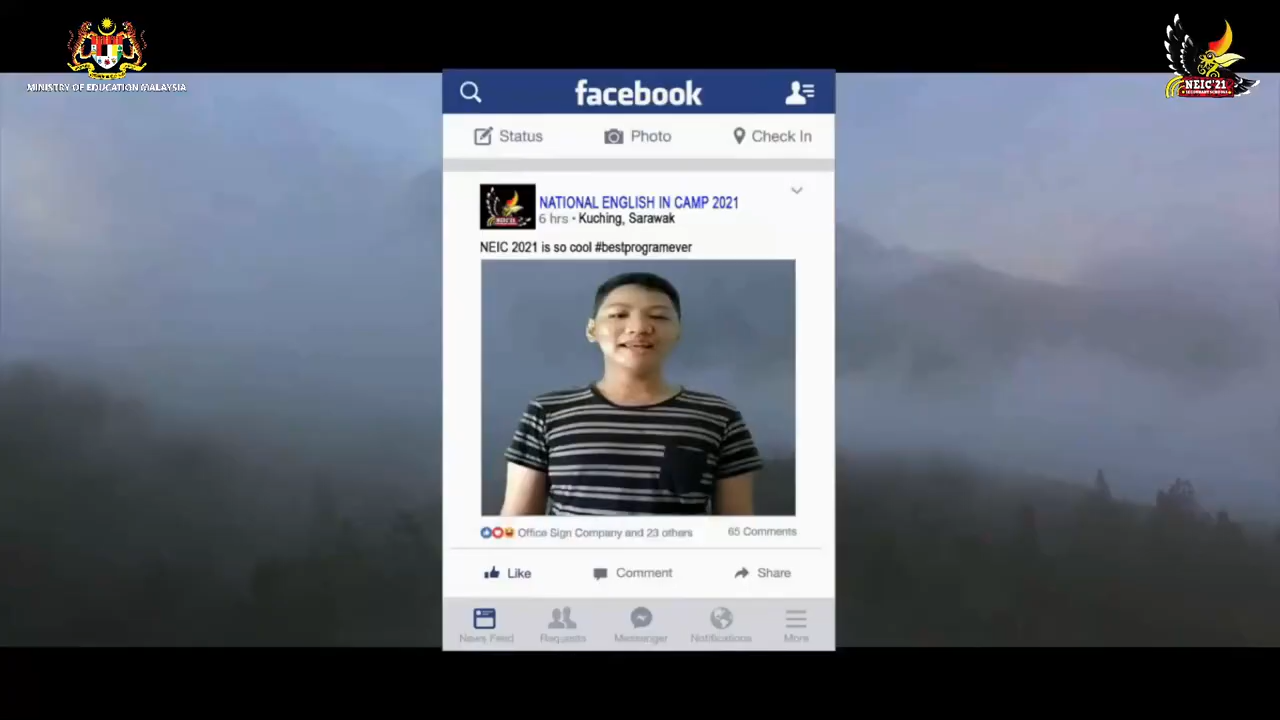 MINISTRY OF EDUCATION MALAYSIA
NEIC'21
facebook
Status
Photo
Check In
NATIONAL ENGLISH IN CAMP 2021
6 hrs • Kuching, Sarawak
NEIC 2021 is so cool #bestprogramever
Office Sign Company and 23 others
65 Comments
Like
Comment
Share
News Feed
Requests
Messenger
Notifications
More